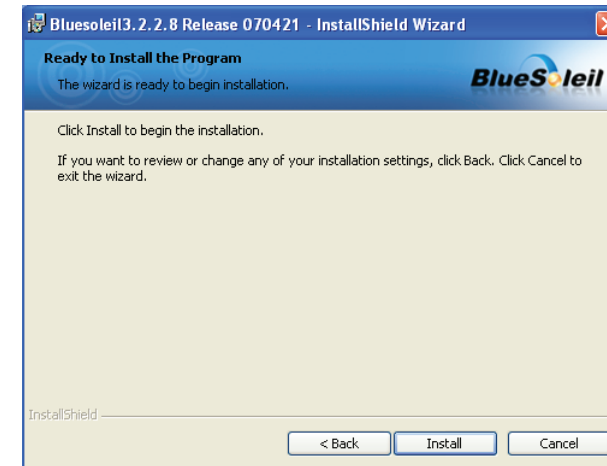 Bluesoleil3.2.2.8 Release 070421 - InstallShield Wizard
Ready to Install the Program
The wizard is ready to begin installation.
BlueSoleil
Click Install to begin the installation.
If you want to review or change any of your installation settings, click Back. Click Cancel to
exit the wizard.
InstallShield
< Back Install Cancel